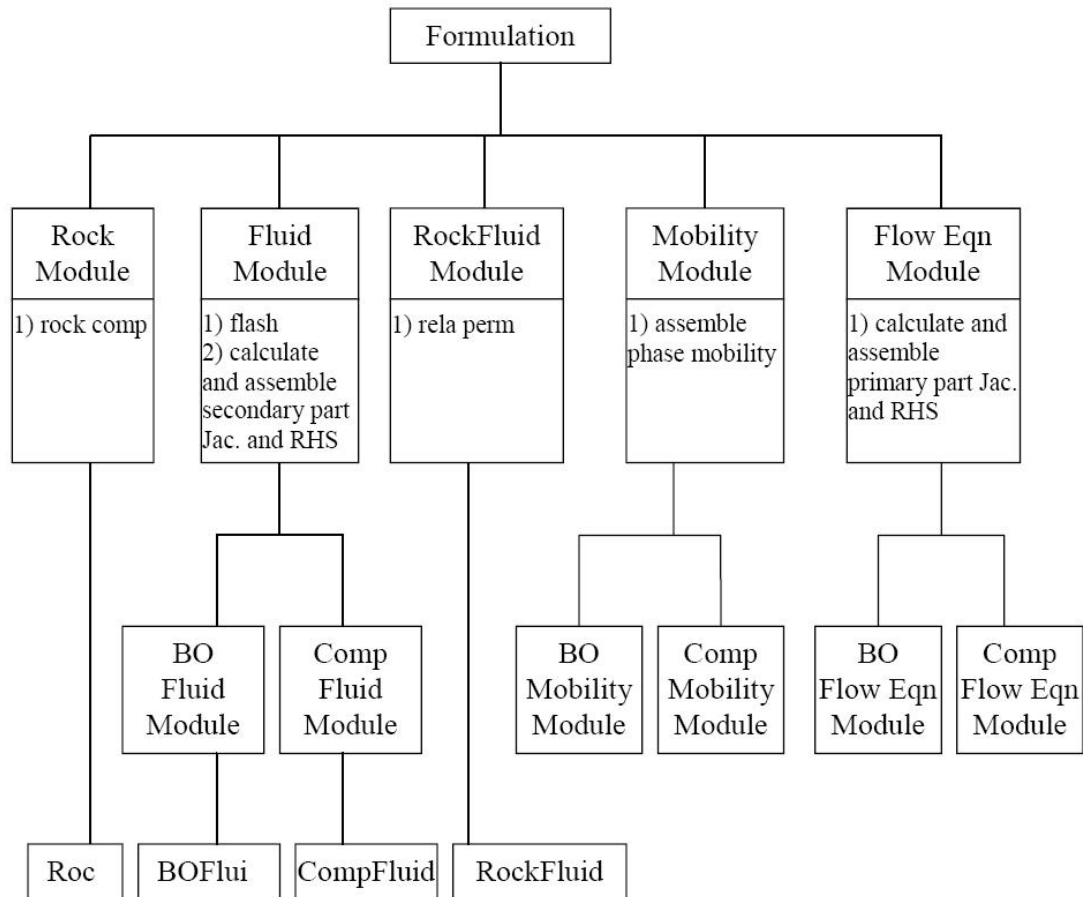 Formulation
Rock
Module
1) rock comp
Fluid
Module
1) flash
2) calculate
and assemble
secondary part
Jac. and RHS
RockFluid
Module
1) rela perm
Mobility
Module
1) assemble
phase mobility
Flow Eqn
Module
1) calculate and
assemble
primary part Jac.
and RHS
BO
Fluid
Module
Comp
Fluid
Module
BO
Mobility
Module
Comp
Mobility
Module
BO
Flow Eqn
Module
Comp
Flow Eqn
Module
Roc
BOFlui
CompFluid
RockFluid